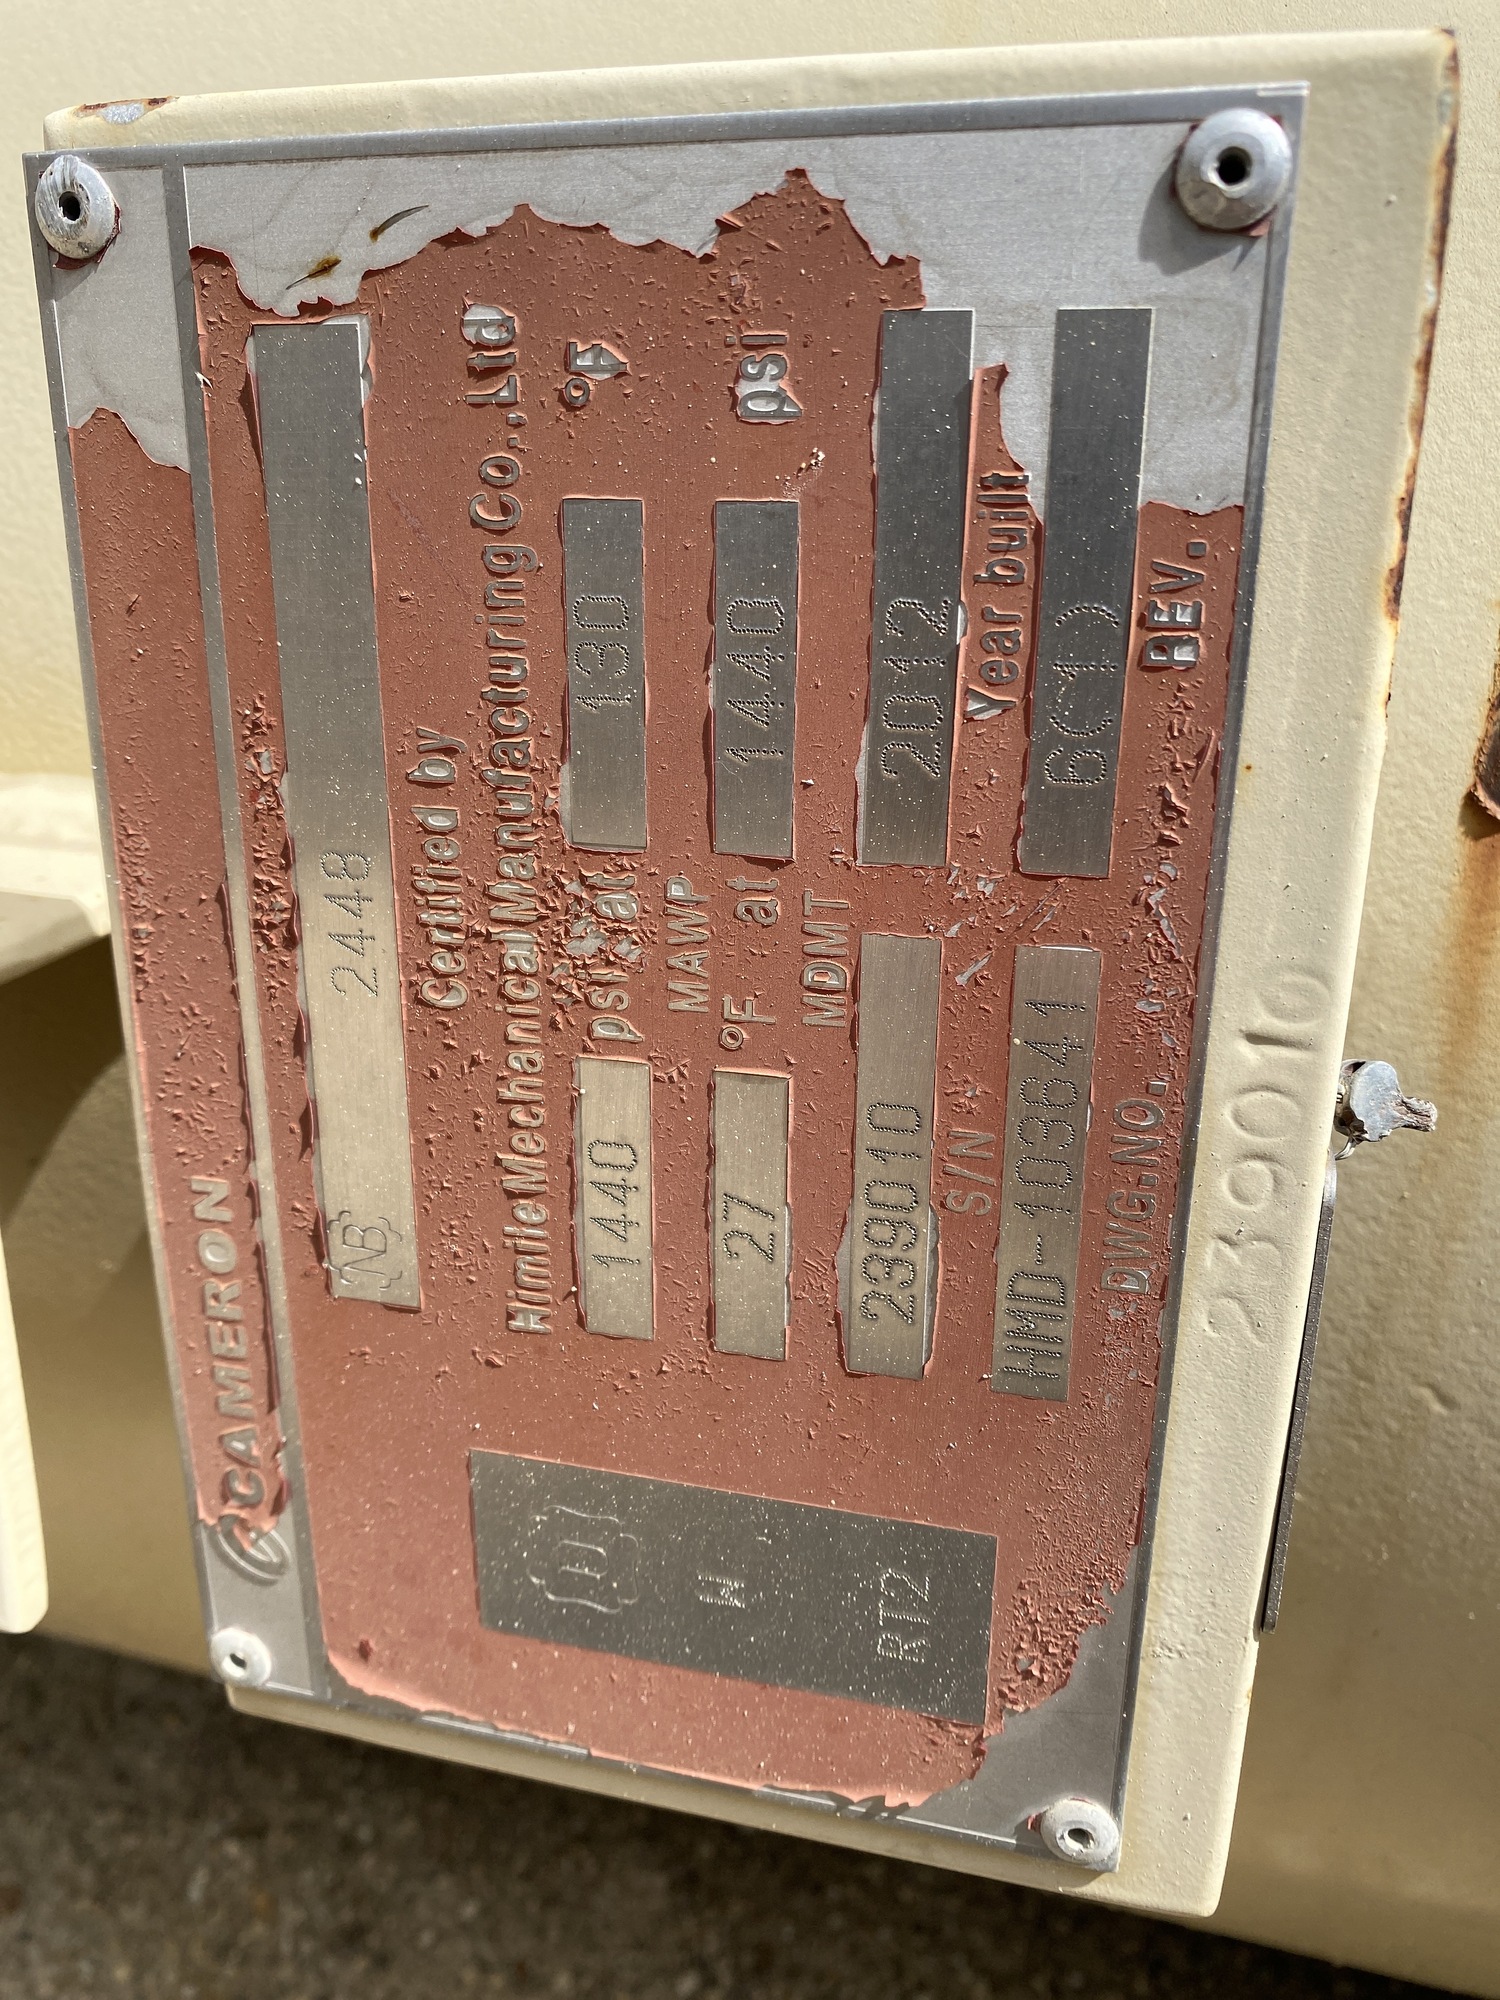 CAMERON
NB 2448
Certified by
Himile Mechanical Manufacturing Co.,Ltd
1440 psi at 130 °F
MAWP
27 °F at 1440 psi
MDMT
239010 2012
S/N Year built
HMD-103641 6C1)
DWG.NO. REV.
U
W
RT2
239010